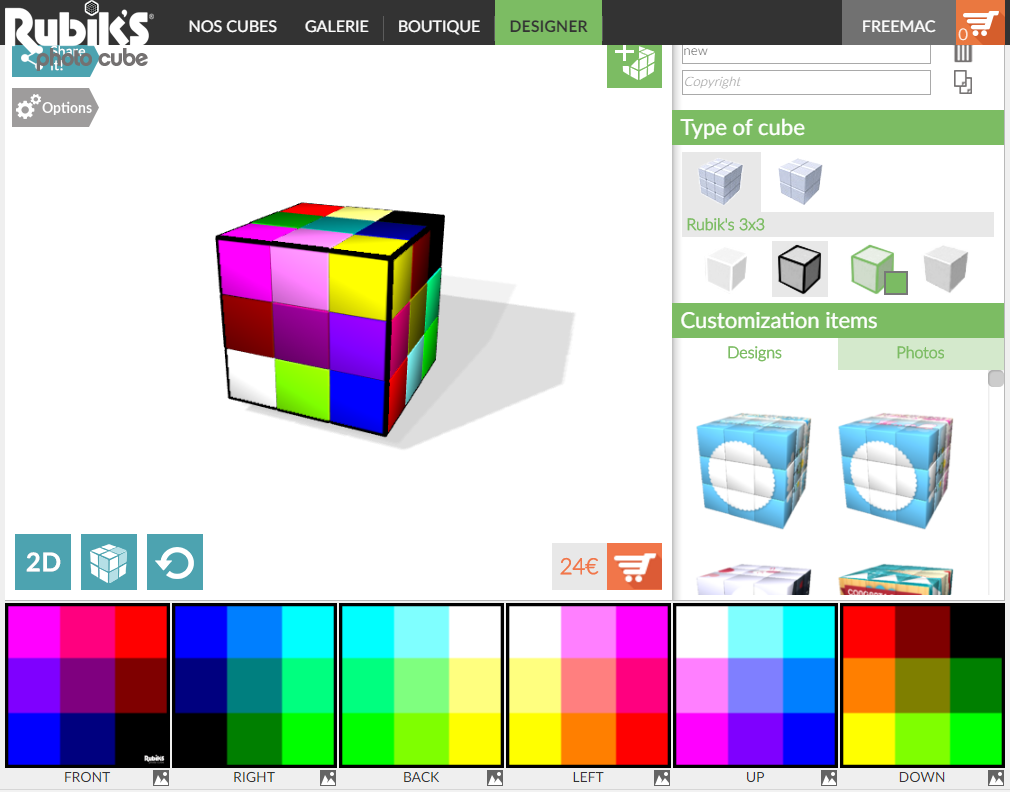 Rubik's®
photo cube
NOS CUBES
GALERIE
BOUTIQUE
DESIGNER
FREEMAC
0
Share
It!
Options
new
Copyright
Type of cube
Rubik's 3x3
Customization items
Designs
Photos
2D
24€
Rubik's
FRONT
RIGHT
BACK
LEFT
UP
DOWN